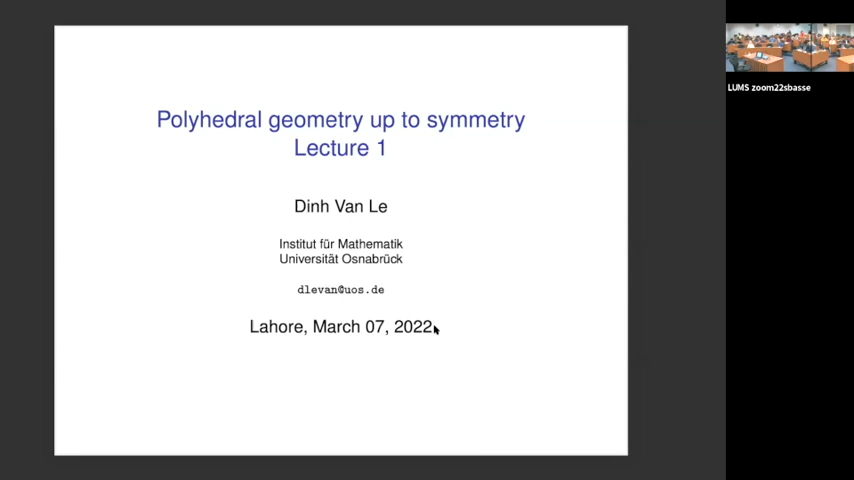 Polyhedral geometry up to symmetry
Lecture 1
Dinh Van Le
Institut für Mathematik
Universität Osnabrück
dlevan@uos.de
Lahore, March 07, 2022
LUMS zoom22sbasse